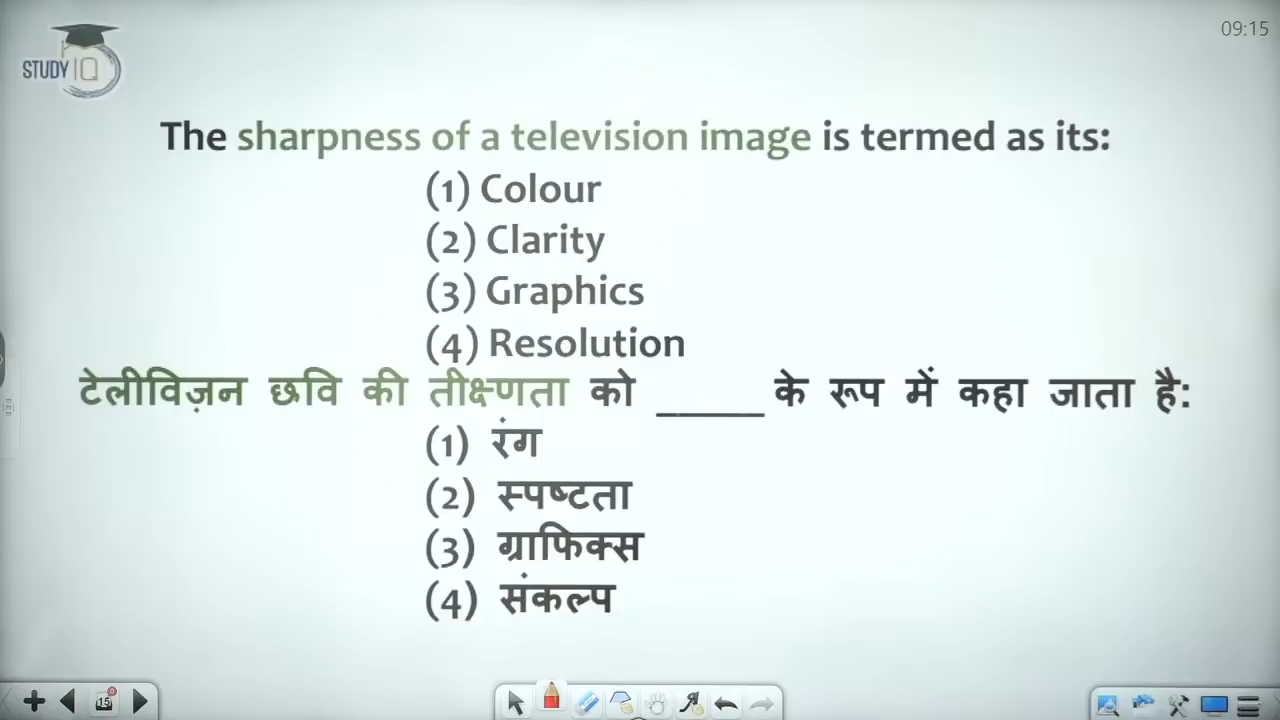 STUDY IQ
09:15
The sharpness of a television image is termed as its:
(1) Colour
(2) Clarity
(3) Graphics
(4) Resolution
टेलीविज़न छवि की तीक्ष्णता को _____ के रूप में कहा जाता है:
(1) रंग
(2) स्पष्टता
(3) ग्राफिक्स
(4) संकल्प
15